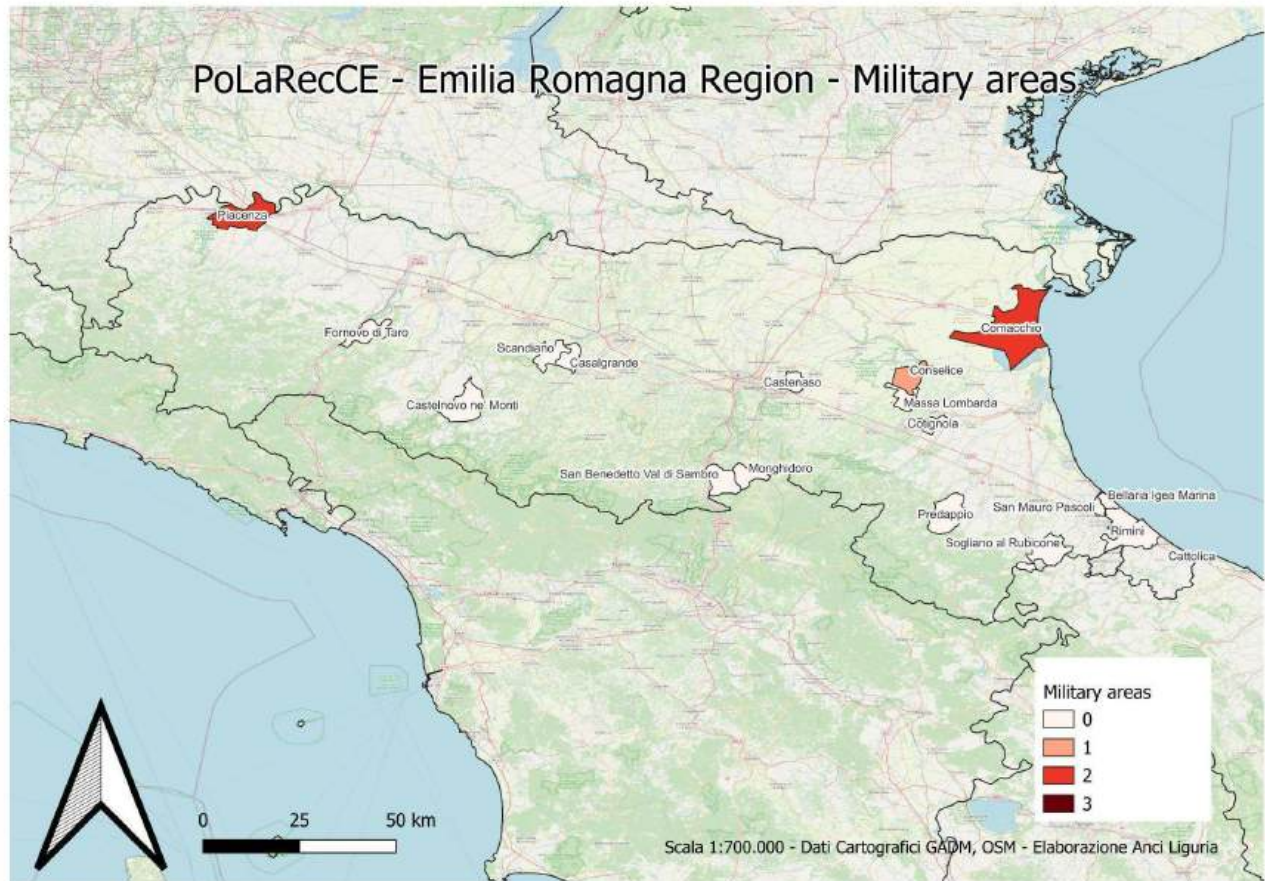 PoLaRecCE - Emilia Romagna Region - Military areas
Piacenza
Comacchio
Fornovo di Taro
Scandiano
Casalgrande
Conselice
Castenaso
Castelnovo ne' Monti
Massa Lombarda
Cotignola
San Benedetto Val di Sambro
Monghidoro
Bellaria Igea Marina
San Mauro Pascoli
Predappio
Rimini
Sogliano al Rubicone
Cattolica
Military areas
0
1
2
3
0 25 50 km
Scala 1:700.000 - Dati Cartografici GADM, OSM - Elaborazione Anci Liguria